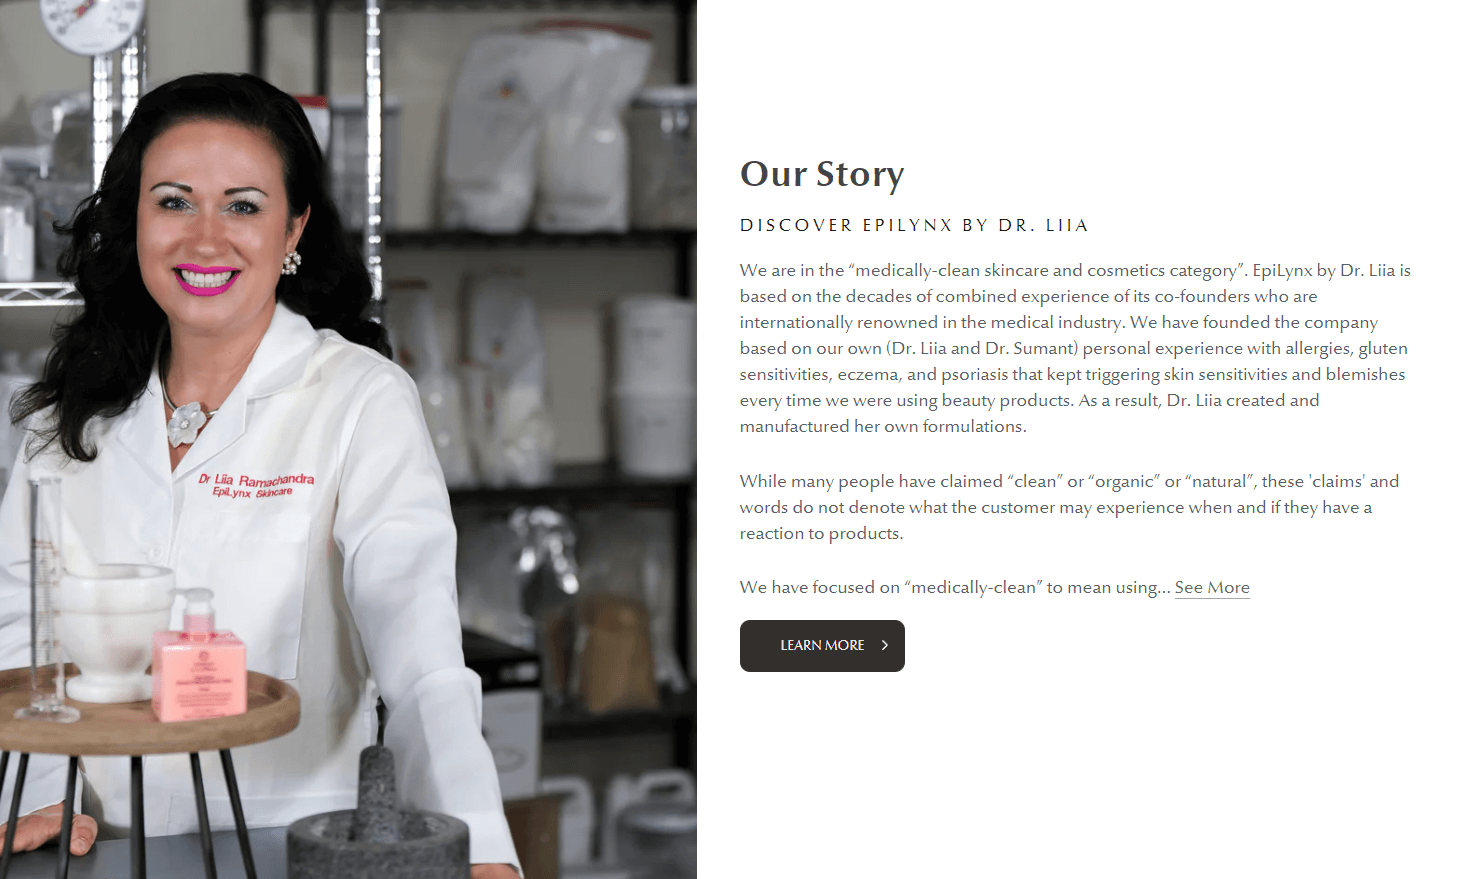 Dr Liia Ramachandra
EpiLynx Skincare
Our Story
DISCOVER EPILYNX BY DR. LIIA
We are in the “medically-clean skincare and cosmetics category”. EpiLynx by Dr. Liia is
based on the decades of combined experience of its co-founders who are
internationally renowned in the medical industry. We have founded the company
based on our own (Dr. Liia and Dr. Sumant) personal experience with allergies, gluten
sensitivities, eczema, and psoriasis that kept triggering skin sensitivities and blemishes
every time we were using beauty products. As a result, Dr. Liia created and
manufactured her own formulations.
While many people have claimed “clean” or “organic” or “natural”, these 'claims' and
words do not denote what the customer may experience when and if they have a
reaction to products.
We have focused on “medically-clean” to mean using... See More
LEARN MORE